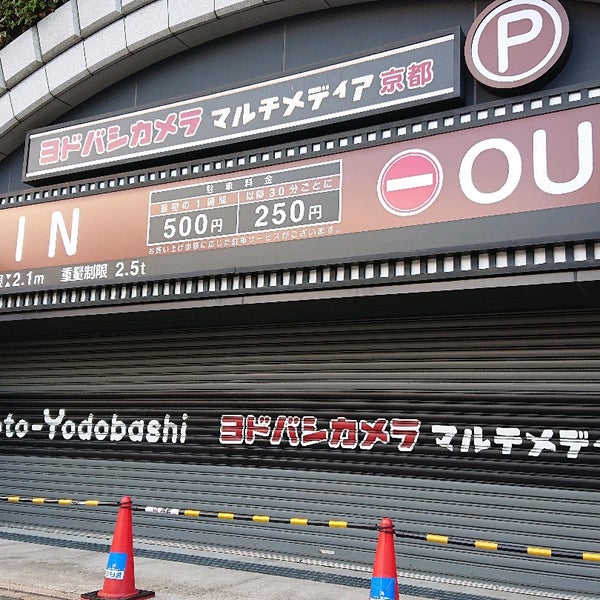 P
ヨドバシカメラ マルチメディア 京都
IN
駐車料金
最初の1時間 以降30分ごとに
500円 250円
お買い上げ金額に応じた駐車サービスがございます。
OU
2.1m 重量制限 2.5t
oto-Yodobashi ヨドバシカメラ マルチメディ